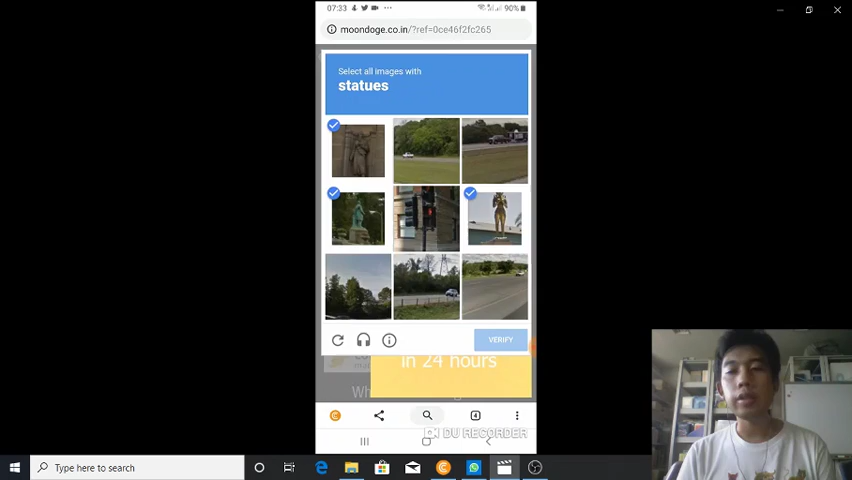 07:33
90%
moondoge.co.in/?ref=0ce46f2fc265
Select all images with
statues
VERIFY
in 24 hours
Wh
DU RECORDER
Type here to search